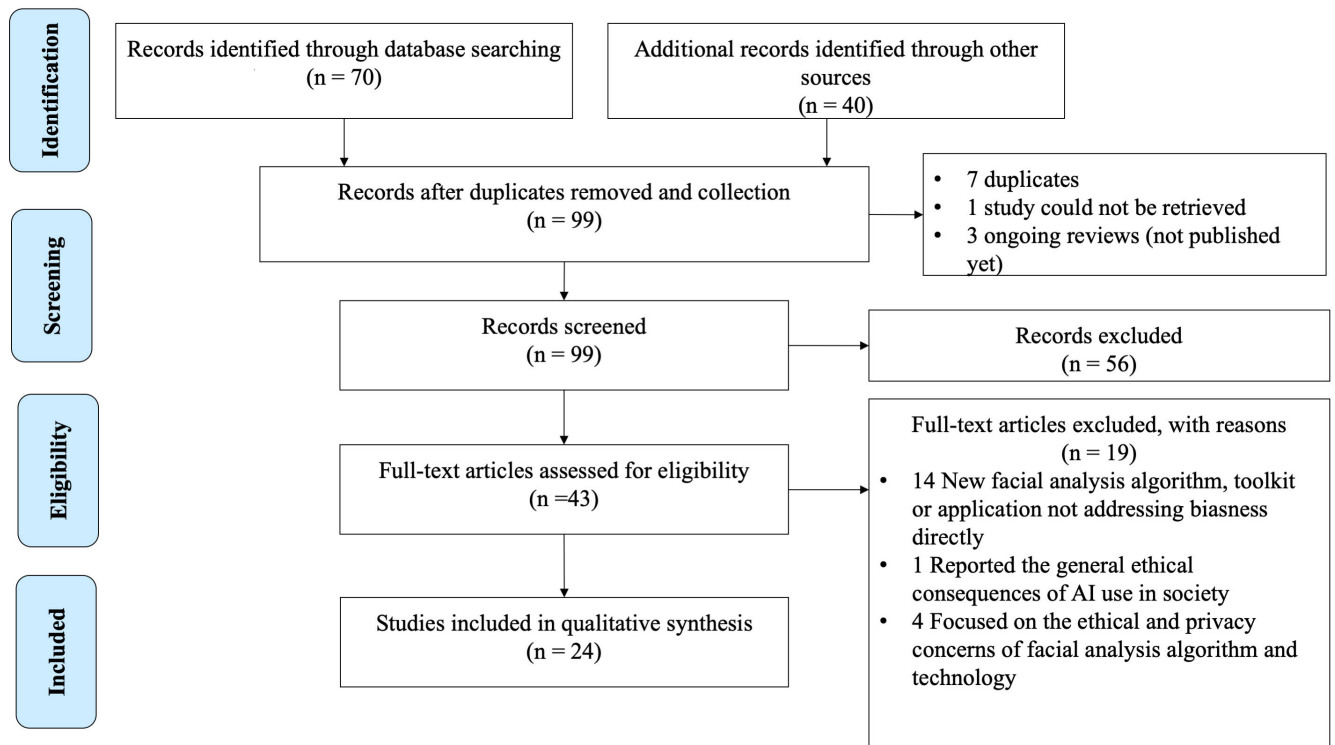 Identification
Records identified through database searching
(n = 70)
Additional records identified through other
sources
(n = 40)
Records after duplicates removed and collection
(n = 99)
• 7 duplicates
• 1 study could not be retrieved
• 3 ongoing reviews (not published
yet)
Screening
Records screened
(n = 99)
Records excluded
(n = 56)
Eligibility
Full-text articles assessed for eligibility
(n =43)
Full-text articles excluded, with reasons
(n = 19)
• 14 New facial analysis algorithm, toolkit
or application not addressing biasness
directly
• 1 Reported the general ethical
consequences of AI use in society
• 4 Focused on the ethical and privacy
concerns of facial analysis algorithm and
technology
Included
Studies included in qualitative synthesis
(n = 24)